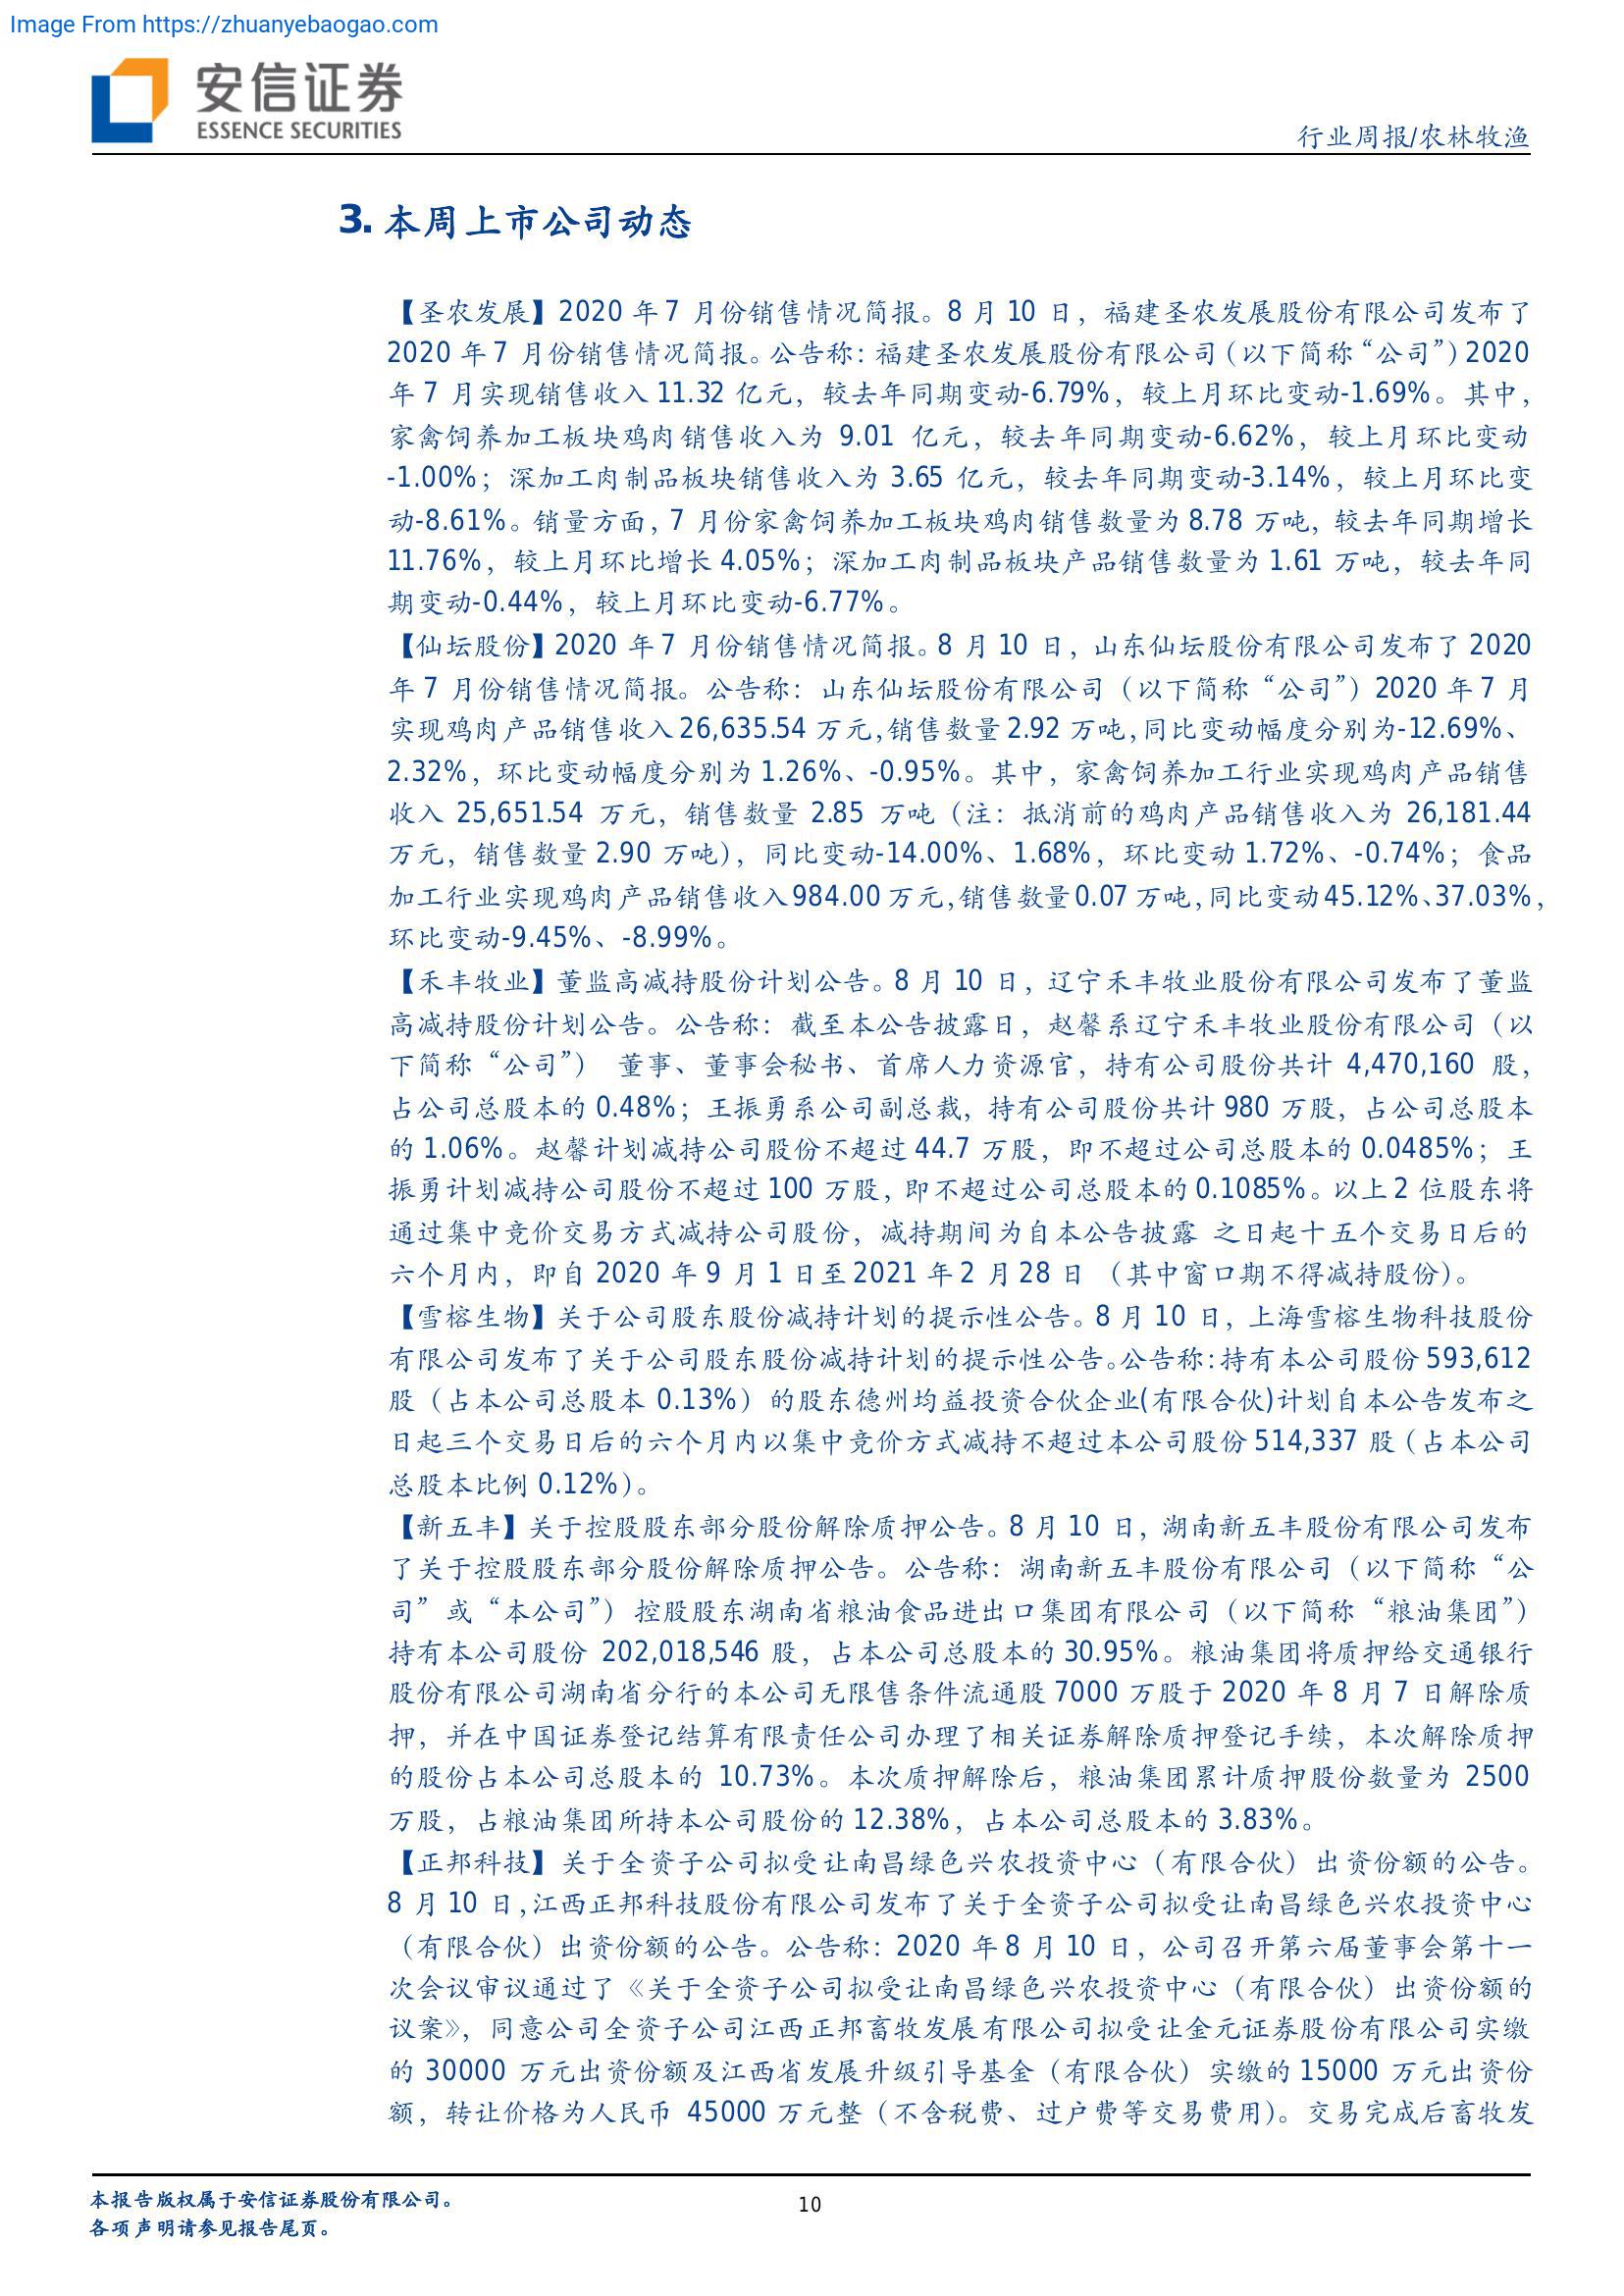 Image From https://zhuanyebaogao.com
安信证券
ESSENCE SECURITIES
行业周报/农林牧渔
3. 本周上市公司动态
【圣农发展】2020 年 7 月份销售情况简报。8 月 10 日，福建圣农发展股份有限公司发布了
2020 年 7 月份销售情况简报。公告称：福建圣农发展股份有限公司（以下简称“公司”）2020
年 7 月实现销售收入 11.32 亿元，较去年同期变动-6.79%，较上月环比变动-1.69%。其中，
家禽饲养加工板块鸡肉销售收入为 9.01 亿元，较去年同期变动-6.62%，较上月环比变动
-1.00%；深加工肉制品板块销售收入为 3.65 亿元，较去年同期变动-3.14%，较上月环比变
动-8.61%。销量方面，7 月份家禽饲养加工板块鸡肉销售数量为 8.78 万吨，较去年同期增长
11.76%，较上月环比增长 4.05%；深加工肉制品板块产品销售数量为 1.61 万吨，较去年同
期变动-0.44%，较上月环比变动-6.77%。
【仙坛股份】2020 年 7 月份销售情况简报。8 月 10 日，山东仙坛股份有限公司发布了 2020
年 7 月份销售情况简报。公告称：山东仙坛股份有限公司（以下简称“公司”）2020 年 7 月
实现鸡肉产品销售收入 26,635.54 万元，销售数量 2.92 万吨，同比变动幅度分别为-12.69%、
2.32%，环比变动幅度分别为 1.26%、-0.95%。其中，家禽饲养加工行业实现鸡肉产品销售
收入 25,651.54 万元，销售数量 2.85 万吨（注：抵消前的鸡肉产品销售收入为 26,181.44
万元，销售数量 2.90 万吨），同比变动-14.00%、1.68%，环比变动 1.72%、-0.74%；食品
加工行业实现鸡肉产品销售收入 984.00 万元，销售数量 0.07 万吨，同比变动 45.12%、37.03%，
环比变动-9.45%、-8.99%。
【禾丰牧业】董监高减持股份计划公告。8 月 10 日，辽宁禾丰牧业股份有限公司发布了董监
高减持股份计划公告。公告称：截至本公告披露日，赵馨系辽宁禾丰牧业股份有限公司（以
下简称“公司”） 董事、董事会秘书、首席人力资源官，持有公司股份共计 4,470,160 股，
占公司总股本的 0.48%；王振勇系公司副总裁，持有公司股份共计 980 万股，占公司总股本
的 1.06%。赵馨计划减持公司股份不超过 44.7 万股，即不超过公司总股本的 0.0485%；王
振勇计划减持公司股份不超过 100 万股，即不超过公司总股本的 0.1085%。以上 2 位股东将
通过集中竞价交易方式减持公司股份，减持期间为自本公告披露 之日起十五个交易日后的
六个月内，即自 2020 年 9 月 1 日至 2021 年 2 月 28 日 （其中窗口期不得减持股份）。
【雪榕生物】关于公司股东股份减持计划的提示性公告。8 月 10 日，上海雪榕生物科技股份
有限公司发布了关于公司股东股份减持计划的提示性公告。公告称：持有本公司股份 593,612
股（占本公司总股本 0.13%）的股东德州均益投资合伙企业(有限合伙)计划自本公告发布之
日起三个交易日后的六个月内以集中竞价方式减持不超过本公司股份 514,337 股（占本公司
总股本比例 0.12%）。
【新五丰】关于控股股东部分股份解除质押公告。8 月 10 日，湖南新五丰股份有限公司发布
了关于控股股东部分股份解除质押公告。公告称：湖南新五丰股份有限公司（以下简称“公
司”或“本公司”）控股股东湖南省粮油食品进出口集团有限公司（以下简称“粮油集团”）
持有本公司股份 202,018,546 股，占本公司总股本的 30.95%。粮油集团将质押给交通银行
股份有限公司湖南省分行的本公司无限售条件流通股 7000 万股于 2020 年 8 月 7 日解除质
押，并在中国证券登记结算有限责任公司办理了相关证券解除质押登记手续，本次解除质押
的股份占本公司总股本的 10.73%。本次质押解除后，粮油集团累计质押股份数量为 2500
万股，占粮油集团所持本公司股份的 12.38%，占本公司总股本的 3.83%。
【正邦科技】关于全资子公司拟受让南昌绿色兴农投资中心（有限合伙）出资份额的公告。
8 月 10 日，江西正邦科技股份有限公司发布了关于全资子公司拟受让南昌绿色兴农投资中心
（有限合伙）出资份额的公告。公告称：2020 年 8 月 10 日，公司召开第六届董事会第十一
次会议审议通过了《关于全资子公司拟受让南昌绿色兴农投资中心（有限合伙）出资份额的
议案》，同意公司全资子公司江西正邦畜牧发展有限公司拟受让金元证券股份有限公司实缴
的 30000 万元出资份额及江西省发展升级引导基金（有限合伙）实缴的 15000 万元出资份
额，转让价格为人民币 45000 万元整（不含税费、过户费等交易费用）。交易完成后畜牧发
本报告版权属于安信证券股份有限公司。
10
各项声明请参见报告尾页。